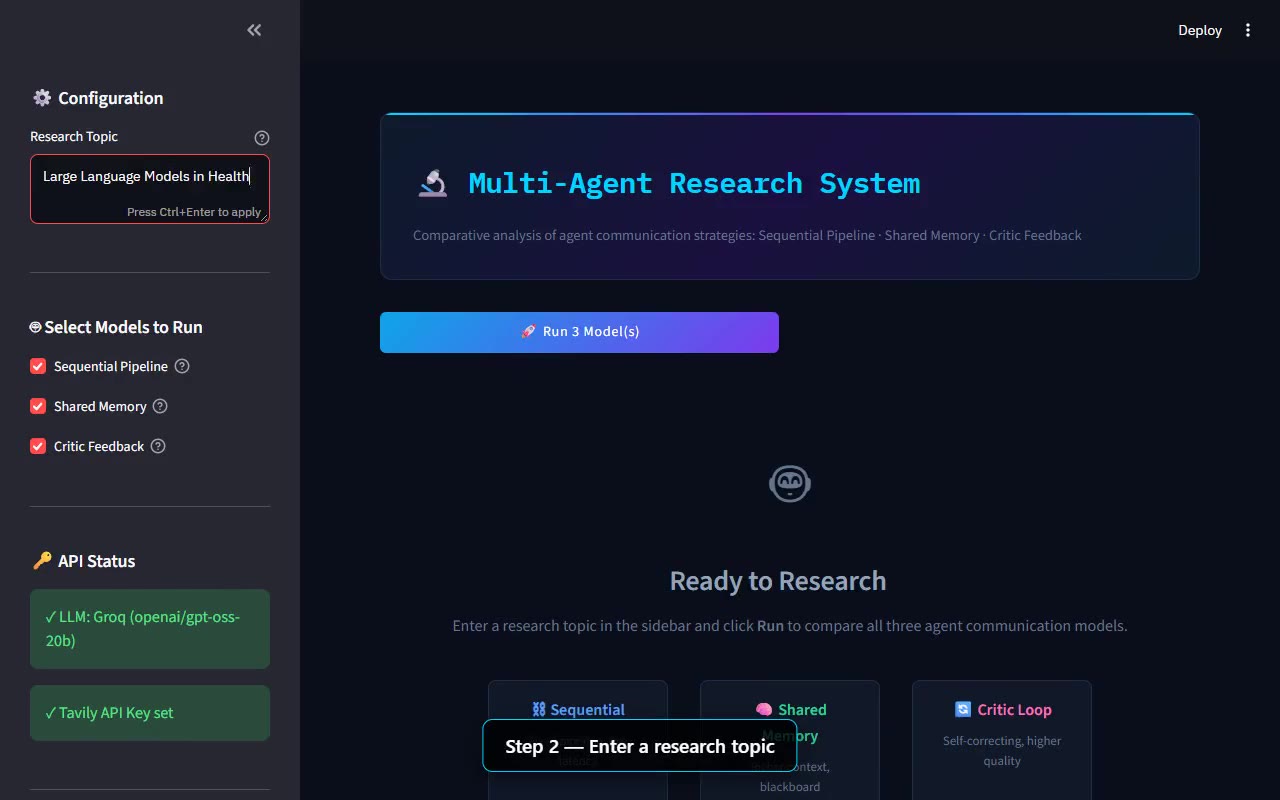 Deploy
Configuration
Research Topic
Large Language Models in Health
Press Ctrl+Enter to apply
Select Models to Run
Sequential Pipeline
Shared Memory
Critic Feedback
API Status
✓ LLM: Groq (openai/gpt-oss-
20b)
✓ Tavily API Key set
Multi-Agent Research System
Comparative analysis of agent communication strategies: Sequential Pipeline · Shared Memory · Critic Feedback
Run 3 Model(s)
Ready to Research
Enter a research topic in the sidebar and click Run to compare all three agent communication models.
Sequential
Shared
Memory
context,
blackboard
Critic Loop
Self-correcting, higher
quality
Step 2 — Enter a research topic